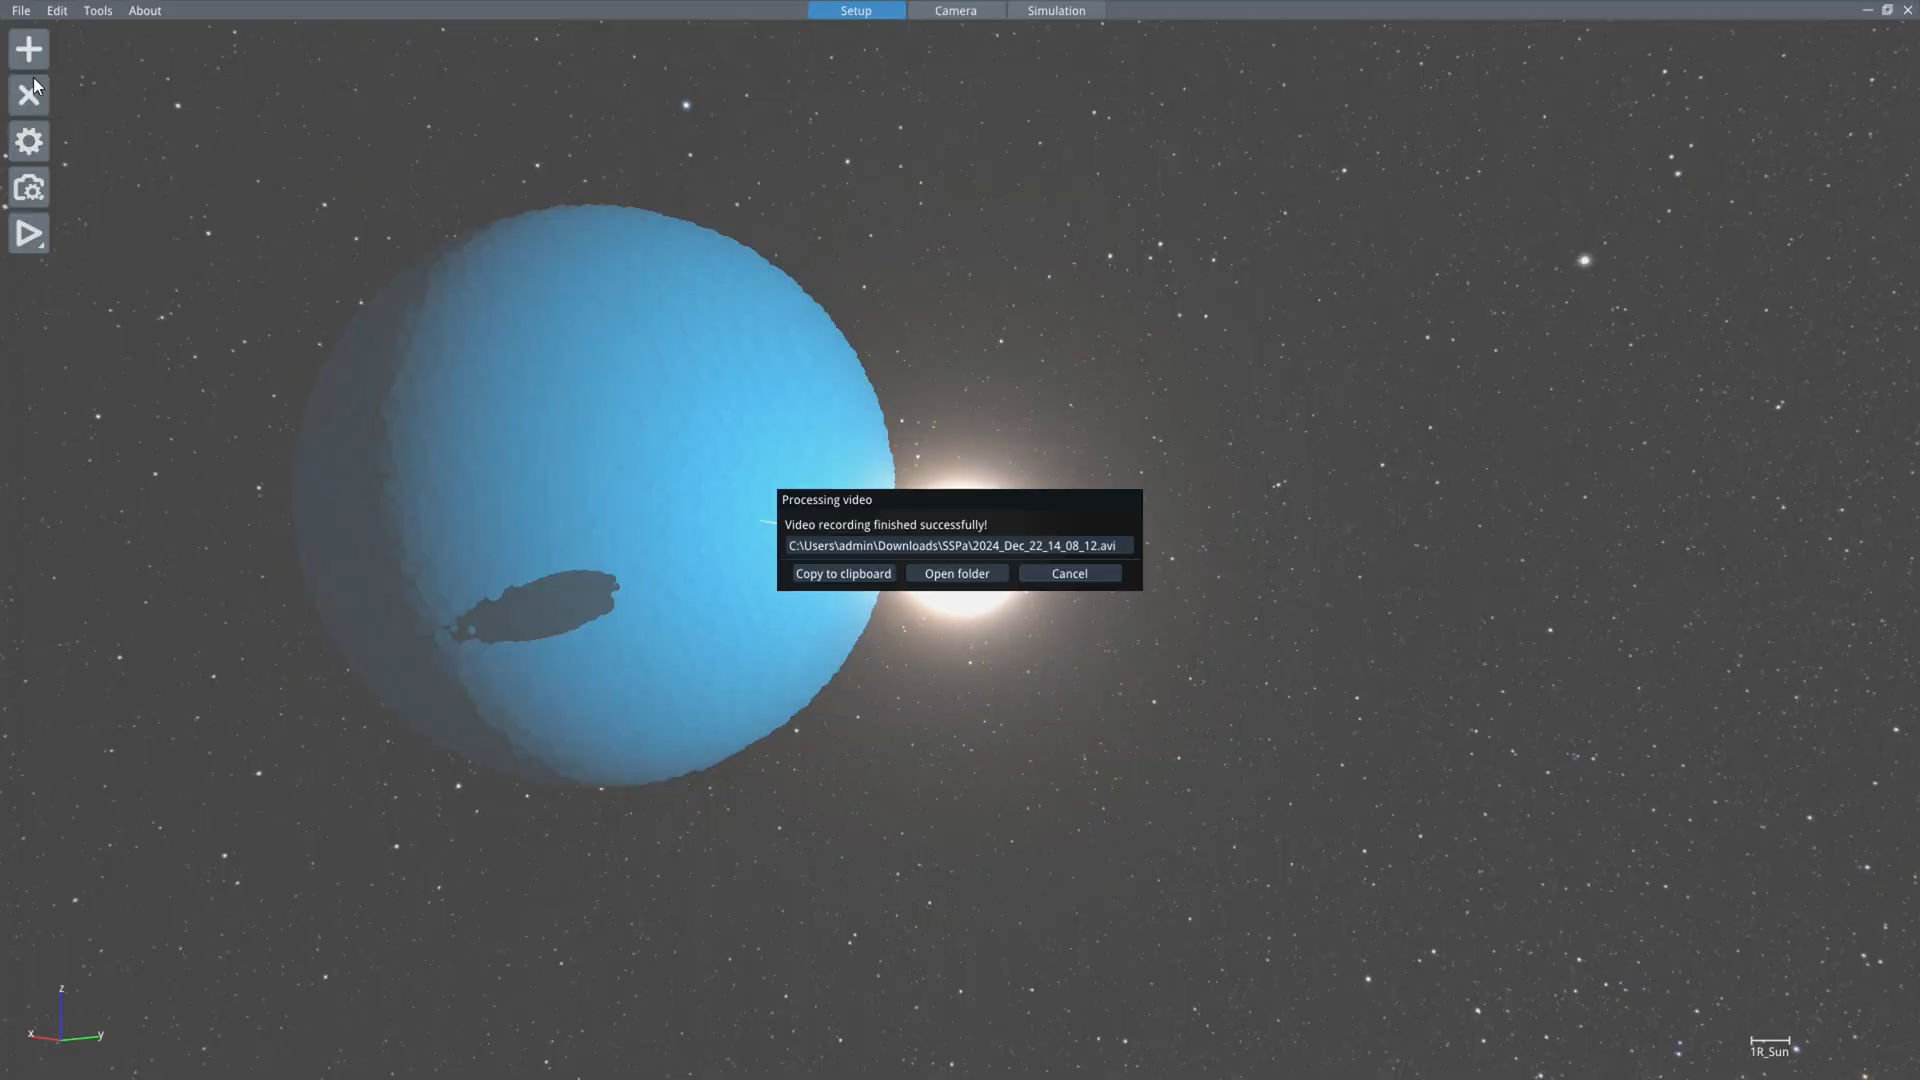 File Edit Tools About
Setup Camera Simulation
Processing video
Video recording finished successfully!
C:\Users\admin\Downloads\SSPa\2024_Dec_22_14_08_12.avi
Copy to clipboard Open folder Cancel
z
x y
1R_Sun